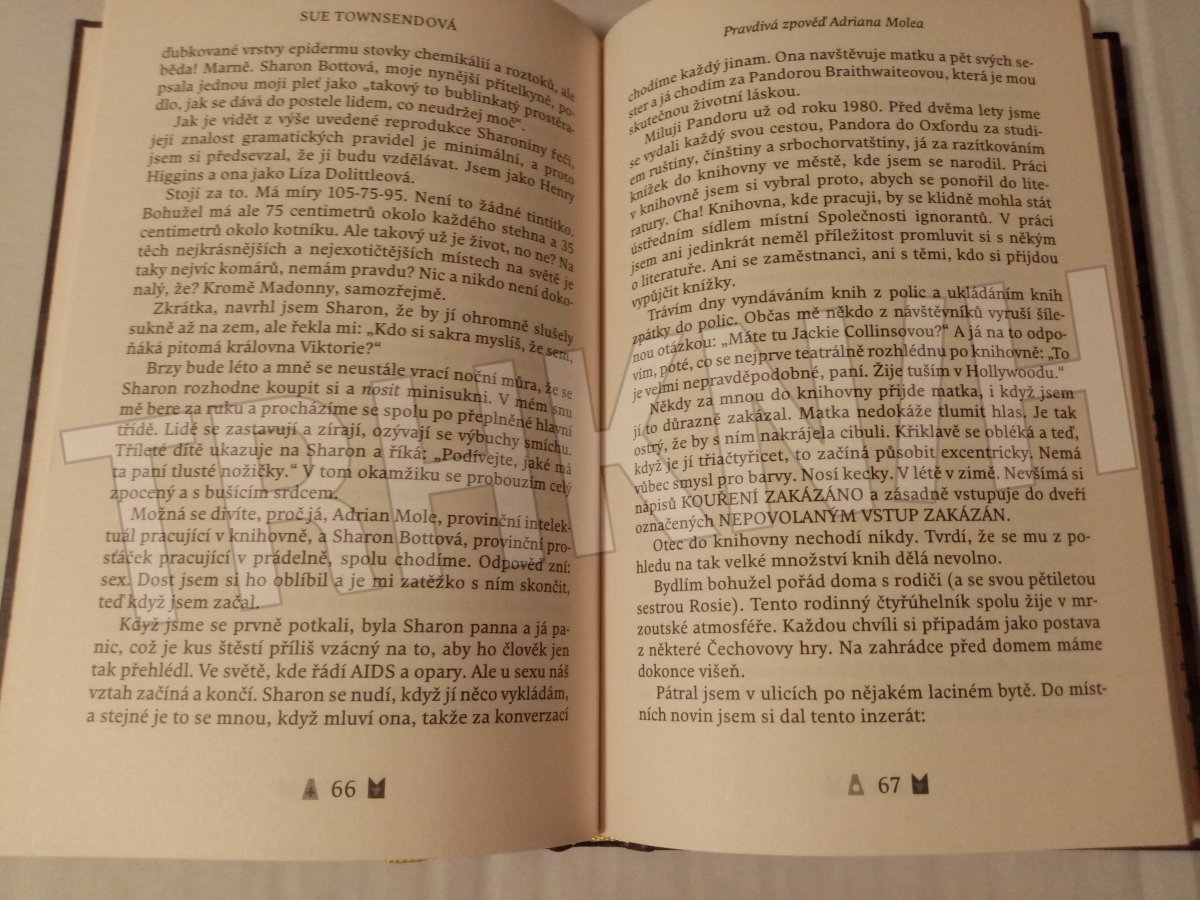 SUE TOWNSENDOVÁ
ďubkované vrstvy epidermu stovky chemikálií a roztoků, ale
běda! Marně. Sharon Bottová, moje nynější přítelkyně, po-
psala jednou moji pleť jako „takový to bublinkatý prostěra-
dlo, jak se dává do postele lidem, co neudržej moč“.
Jak je vidět z výše uvedené reprodukce Sharoniny řeči,
její znalost gramatických pravidel je minimální, a proto
jsem si předsevzal, že ji budu vzdělávat. Jsem jako Henry
Higgins a ona jako Líza Dolittleová.
Stojí za to. Má míry 105-75-95. Není to žádné tintítko.
Bohužel má ale 75 centimetrů okolo každého stehna a 35
centimetrů okolo kotníku. Ale takový už je život, no ne? Na
těch nejkrásnějších a nejexotičtějších místech na světě je
taky nejvíc komárů, nemám pravdu? Nic a nikdo není doko-
nalý, že? Kromě Madonny, samozřejmě.
Zkrátka, navrhl jsem Sharon, že by jí ohromně slušely
sukně až na zem, ale řekla mi: „Kdo si sakra myslíš, že sem,
ňáká pitomá královna Viktorie?“
Brzy bude léto a mně se neustále vrací noční můra, že se
Sharon rozhodne koupit si a nosit minisukni. V mém snu
mě bere za ruku a procházíme se spolu po přeplněné hlavní
třídě. Lidé se zastavují a zírají, ozývají se výbuchy smíchu.
Tříleté dítě ukazuje na Sharon a říká: „Podívejte, jaké má
ta paní tlusté nožičky.“ V tom okamžiku se probouzím celý
zpocený a s bušícím srdcem.
Možná se divíte, proč já, Adrian Mole, provinční intelek-
tuál pracující v knihovně, a Sharon Bottová, provinční pro-
sťáček pracující v prádelně, spolu chodíme. Odpověď zní:
sex. Dost jsem si ho oblíbil a je mi zatěžko s ním skončit,
teď když jsem začal.
Když jsme se prvně potkali, byla Sharon panna a já pa-
nic, což je kus štěstí příliš vzácný na to, aby ho člověk jen
tak přehlédl. Ve světě, kde řádí AIDS a opary. Ale u sexu náš
vztah začíná a končí. Sharon se nudí, když jí něco vykládám,
a stejné je to se mnou, když mluví ona, takže za konverzací
66
Pravdivá zpověď Adriana Molea
chodíme každý jinam. Ona navštěvuje matku a pět svých se-
ster a já chodím za Pandorou Braithwaiteovou, která je mou
skutečnou životní láskou.
Miluji Pandoru už od roku 1980. Před dvěma lety jsme
se vydali každý svou cestou, Pandora do Oxfordu za studi-
em ruštiny, čínštiny a srbochorvatštiny, já za razítkováním
knížek do knihovny ve městě, kde jsem se narodil. Práci
v knihovně jsem si vybral proto, abych se ponořil do lite-
ratury. Cha! Knihovna, kde pracuji, by se klidně mohla stát
ústředním sídlem místní Společnosti ignorantů. V práci
jsem ani jedinkrát neměl příležitost promluvit si s někým
o literatuře. Ani se zaměstnanci, ani s těmi, kdo si přijdou
vypůjčit knížky.
Trávím dny vyndáváním knih z polic a ukládáním knih
zpátky do polic. Občas mě někdo z návštěvníků vyruší šíle-
nou otázkou: „Máte tu Jackie Collinsovou?“ A já na to odpo-
vím, poté, co se nejprve teatrálně rozhlédnu po knihovně: „To
je velmi nepravděpodobné, paní. Žije tuším v Hollywoodu.“
Někdy za mnou do knihovny přijde matka, i když jsem
jí to důrazně zakázal. Matka nedokáže tlumit hlas. Je tak
ostrý, že by s ním nakrájela cibuli. Křiklavě se obléká a teď,
když je jí třiačtyřicet, to začíná působit excentricky. Nemá
vůbec smysl pro barvy. Nosí kecky. V létě v zimě. Nevšímá si
nápisů KOUŘENÍ ZAKÁZÁNO a zásadně vstupuje do dveří
označených NEPOVOLANÝM VSTUP ZAKÁZÁN.
Otec do knihovny nechodí nikdy. Tvrdí, že se mu z po-
hledu na tak velké množství knih dělá nevolno.
Bydlím bohužel pořád doma s rodiči (a se svou pětiletou
sestrou Rosie). Tento rodinný čtyřúhelník spolu žije v mr-
zoutské atmosféře. Každou chvíli si připadám jako postava
z některé Čechovovy hry. Na zahrádce před domem máme
dokonce višeň.
Pátral jsem v ulicích po nějakém laciném bytě. Do míst-
ních novin jsem si dal tento inzerát:
67
TRHKNIH